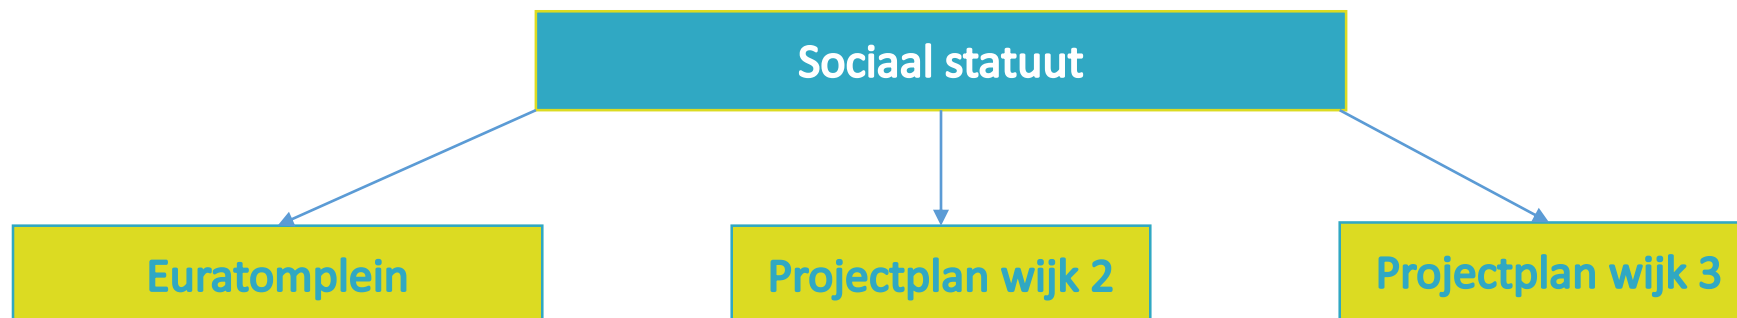 Sociaal statuut
Euratomplein
Projectplan wijk 2
Projectplan wijk 3